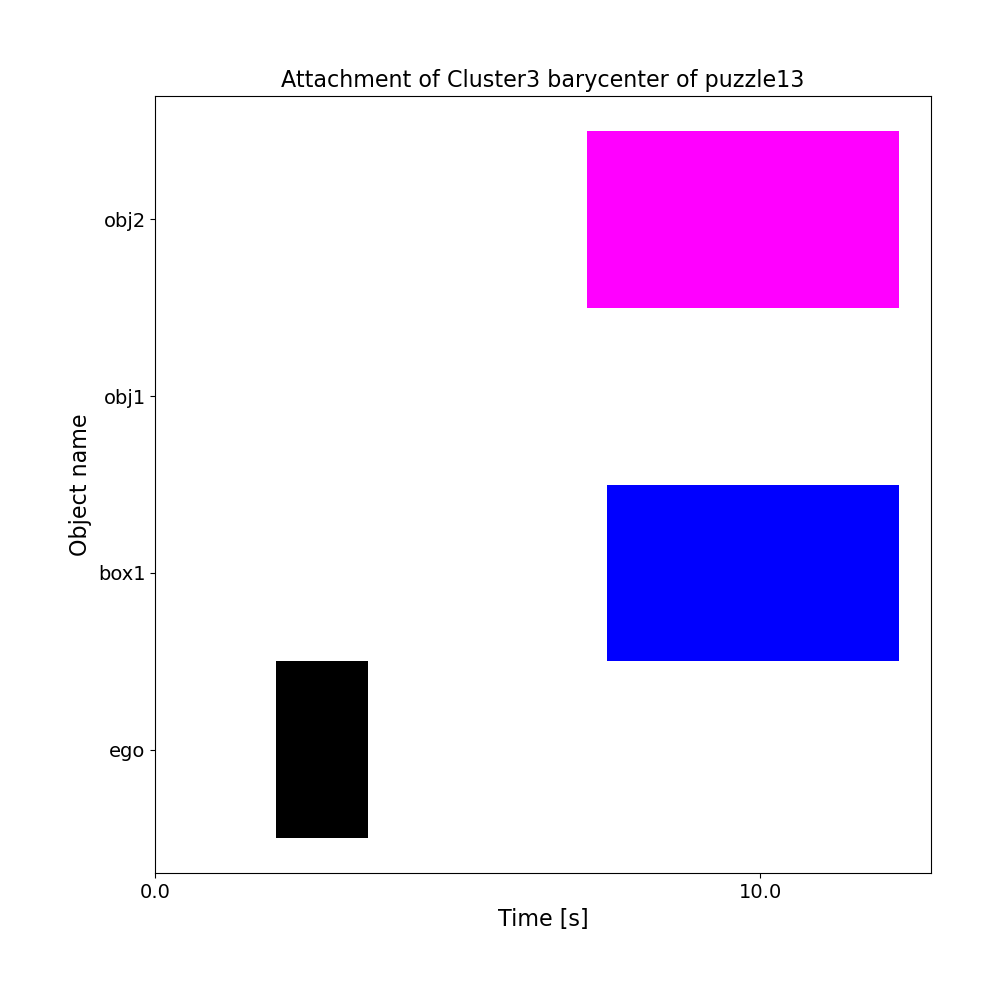 Attachment of Cluster3 barycenter of puzzle13
obj2
obj1
box1
ego
Object name
0.0
10.0
Time [s]